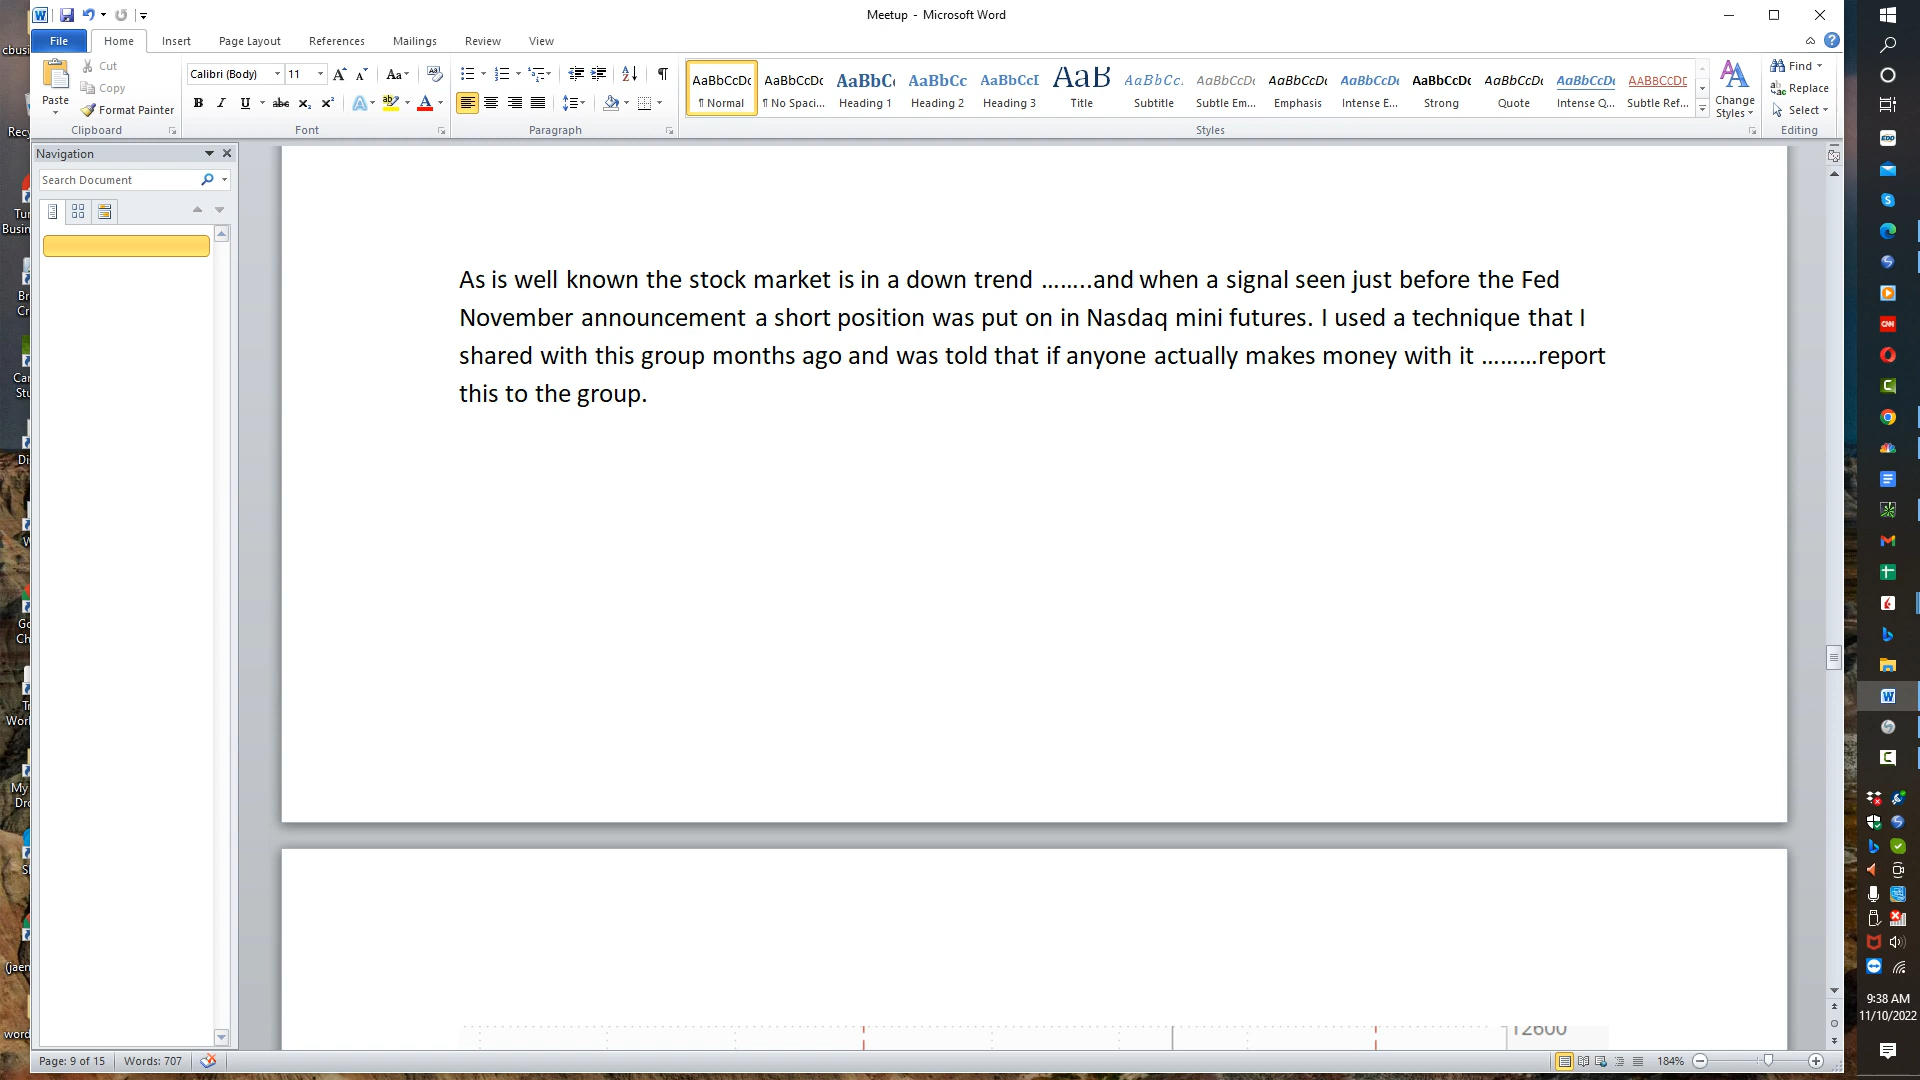 Meetup - Microsoft Word
File Home Insert Page Layout References Mailings Review View
Paste
Cut
Copy
Format Painter
Clipboard
Calibri (Body) 11
Font
Paragraph
AaBbCcDc AaBbCcDc AaBbC AaBbCc AaBbCcI AaB AaBbCc. AaBbCcDc AaBbCcDc AaBbCcDc AaBbCcDc AaBbCcDc AaBbCcDc AABBCCDE
¶ Normal ¶ No Spaci... Heading 1 Heading 2 Heading 3 Title Subtitle Subtle Em... Emphasis Intense E... Strong Quote Intense Q... Subtle Ref...
Styles
Change Styles
Find
Replace
Select
Editing
Navigation
Search Document
As is well known the stock market is in a down trend ........and when a signal seen just before the Fed
November announcement a short position was put on in Nasdaq mini futures. I used a technique that I
shared with this group months ago and was told that if anyone actually makes money with it .........report
this to the group.
12600
Page: 9 of 15 Words: 707
184%
9:38 AM
11/10/2022